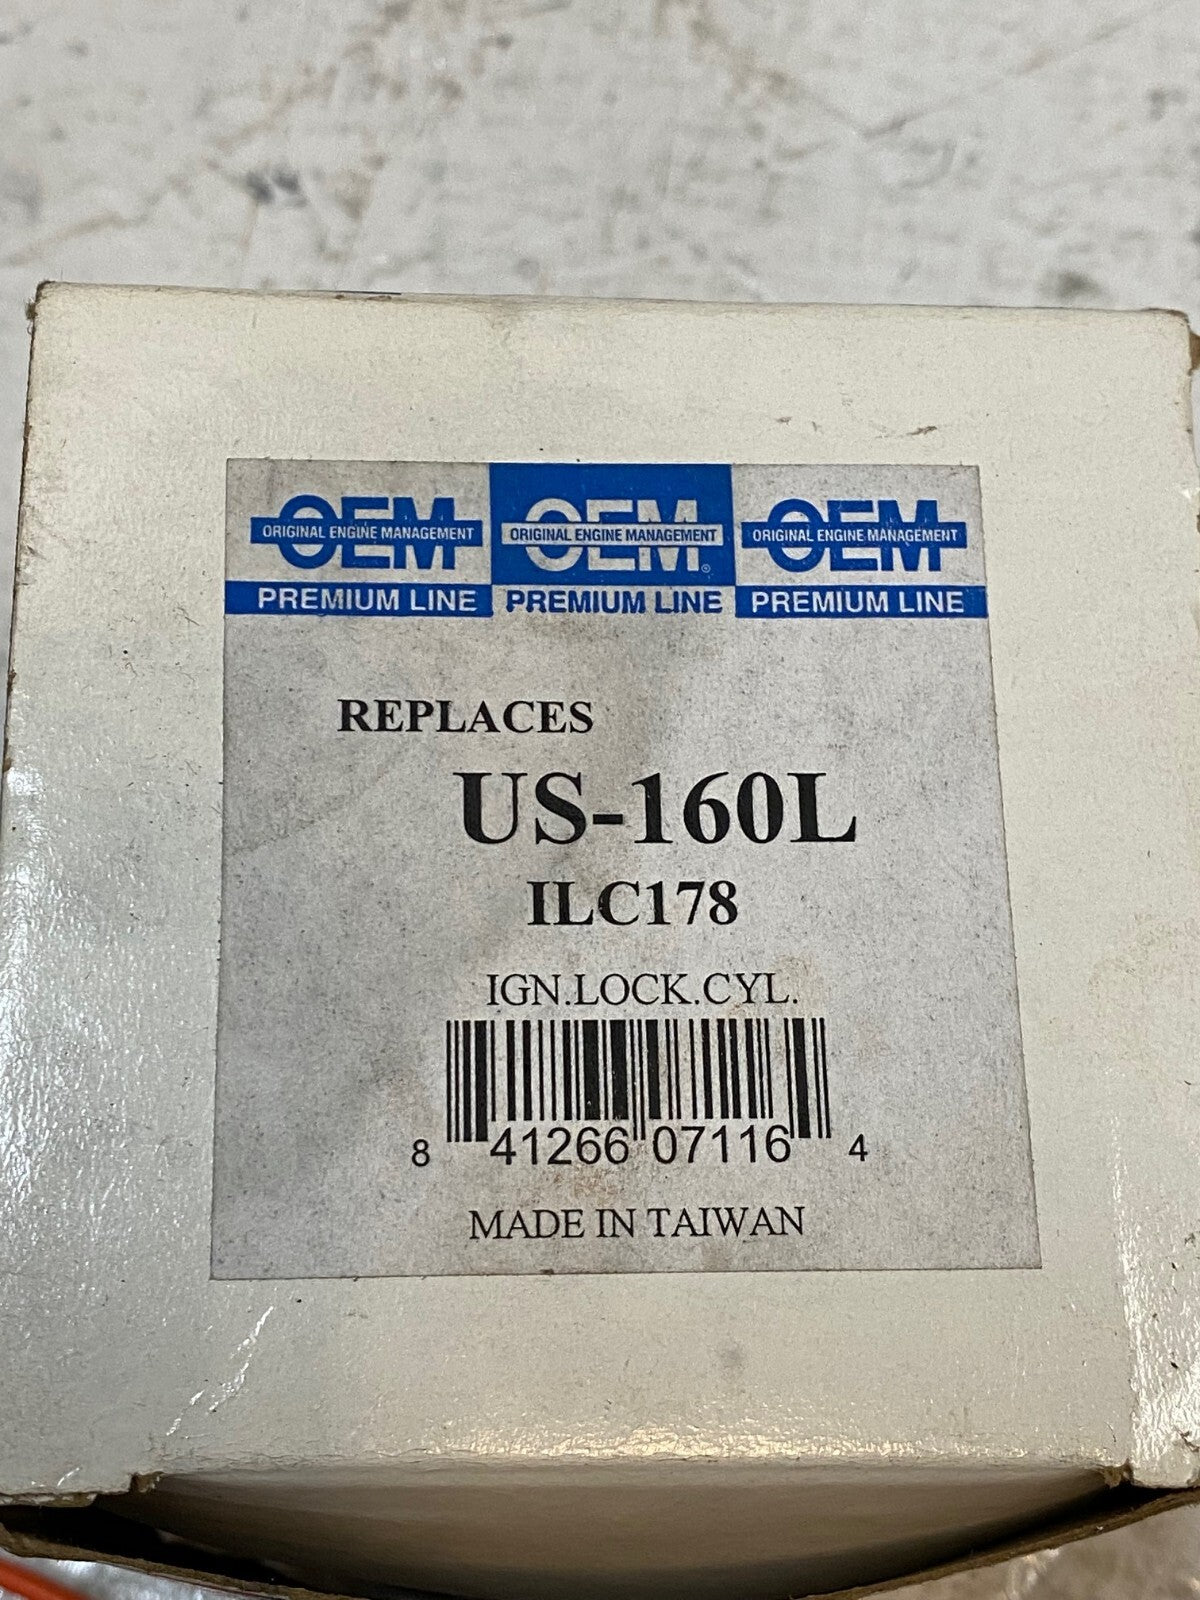 OEM OEM OEM
ORIGINAL ENGINE MANAGEMENT ORIGINAL ENGINE MANAGEMENT ® ORIGINAL ENGINE MANAGEMENT
PREMIUM LINE PREMIUM LINE PREMIUM LINE
REPLACES
US-160L
ILC178
IGN.LOCK.CYL.
8 41266 07116 4
MADE IN TAIWAN